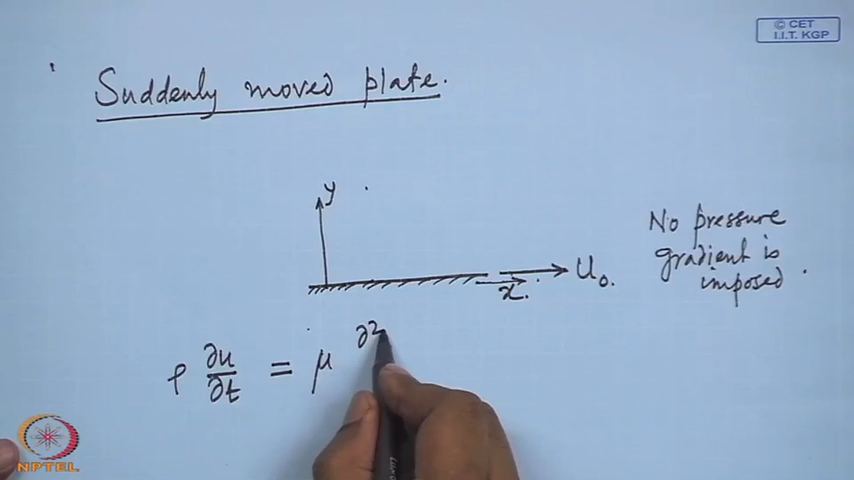 © CET
I.I.T. KGP
Suddenly moved plate.
y
U₀.
x.
No pressure
gradient is
imposed.
ρ ∂u/∂t = μ ∂²
NPTEL